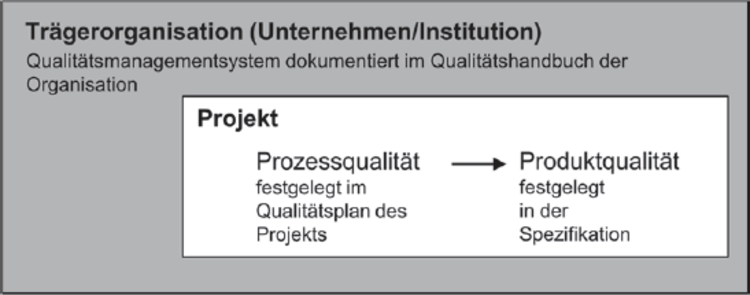 Trägerorganisation (Unternehmen/Institution)
Qualitätsmanagementsystem dokumentiert im Qualitätshandbuch der
Organisation
Projekt
Prozessqualität
festgelegt im
Qualitätsplan des
Projekts
Produktqualität
festgelegt
in der
Spezifikation